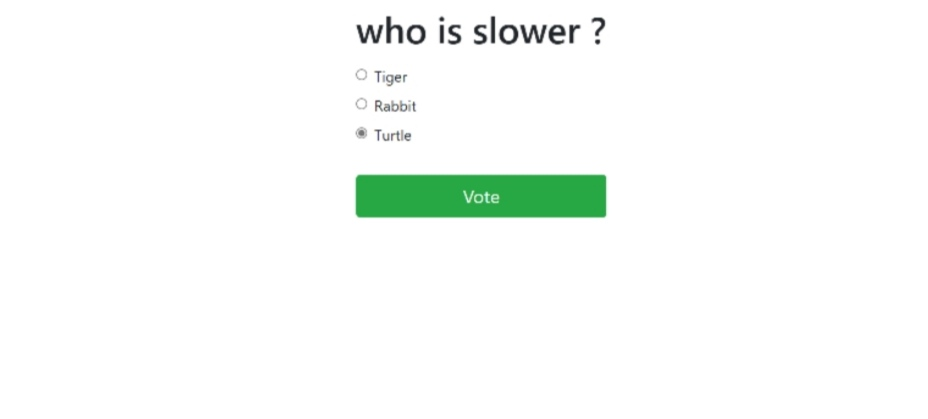 who is slower ?
Tiger
Rabbit
Turtle
Vote